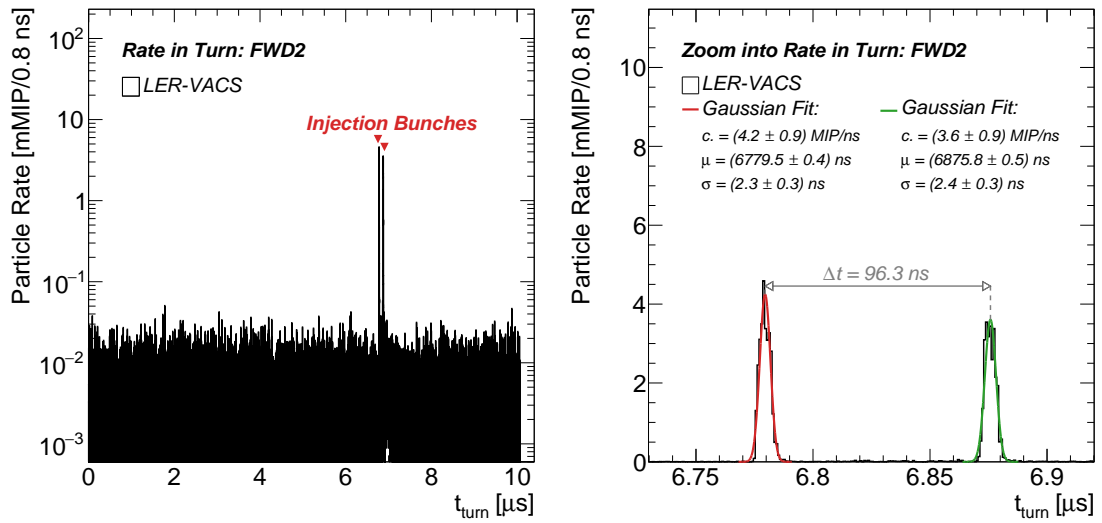 Rate in Turn: FWD2
LER-VACS
Injection Bunches
Particle Rate [mMIP/0.8 ns]
10²
10
1
10⁻¹
10⁻²
10⁻³
0 2 4 6 8 10
t_turn [μs]
Zoom into Rate in Turn: FWD2
LER-VACS
Gaussian Fit: Gaussian Fit:
c. = (4.2 ± 0.9) MIP/ns c. = (3.6 ± 0.9) MIP/ns
μ = (6779.5 ± 0.4) ns μ = (6875.8 ± 0.5) ns
σ = (2.3 ± 0.3) ns σ = (2.4 ± 0.3) ns
Δt = 96.3 ns
Particle Rate [mMIP/0.8 ns]
10
8
6
4
2
0
6.75 6.8 6.85 6.9
t_turn [μs]